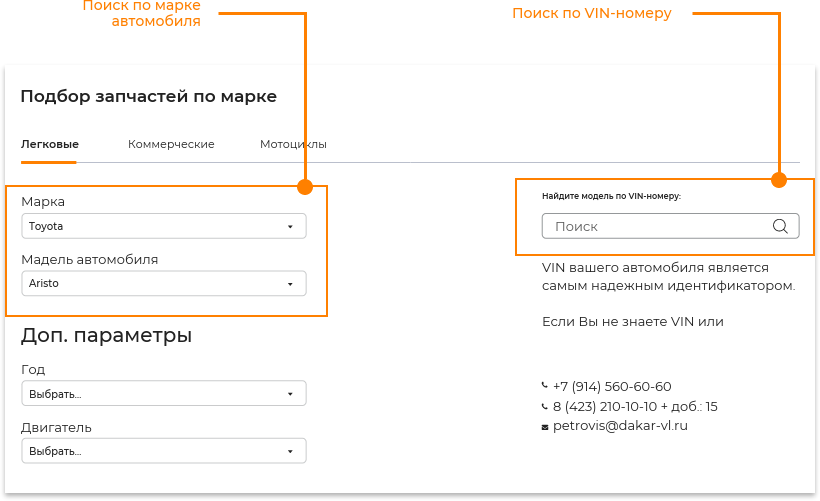 Поиск по марке
автомобиля
Поиск по VIN-номеру
Подбор запчастей по марке
Легковые Коммерческие Мотоциклы
Марка
Toyota
Мадель автомобиля
Aristo
Доп. параметры
Год
Выбрать...
Двигатель
Выбрать...
Найдите модель по VIN-номеру:
Поиск
VIN вашего автомобиля является
самым надежным идентификатором.
Если Вы не знаете VIN или
+7 (914) 560-60-60
8 (423) 210-10-10 + доб.: 15
petrovis@dakar-vl.ru